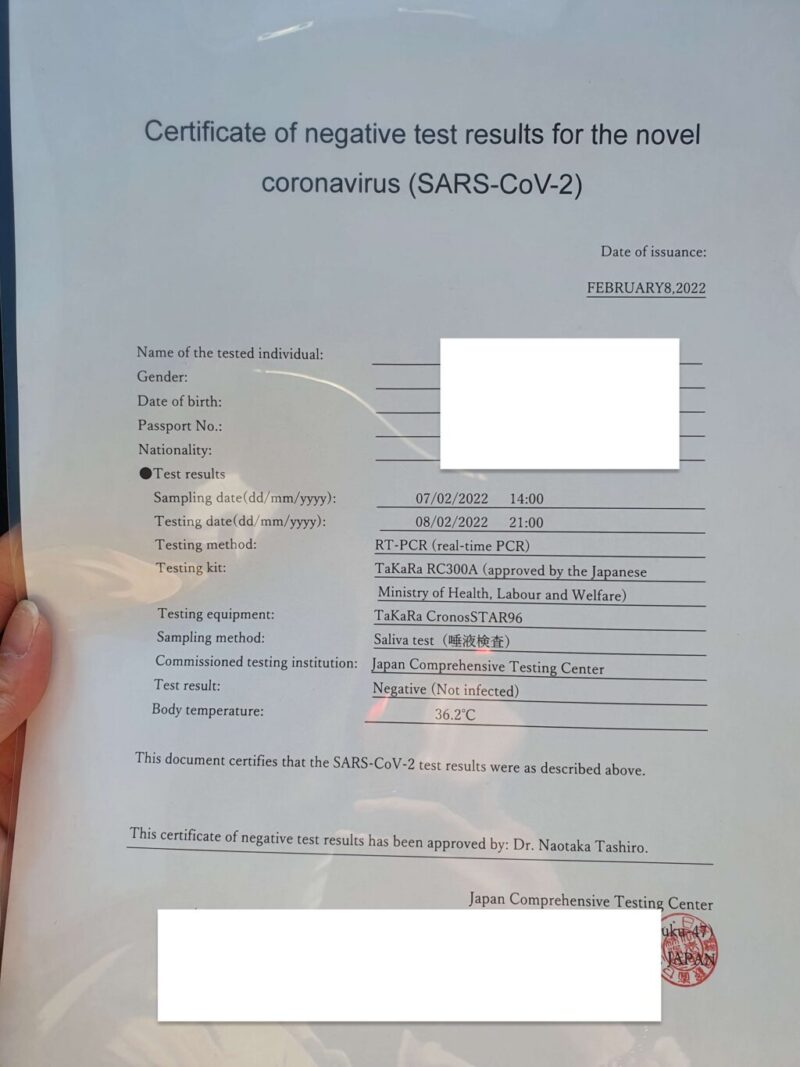 Certificate of negative test results for the novel
coronavirus (SARS-CoV-2)
Date of issuance:
FEBRUARY8,2022
Name of the tested individual:
Gender:
Date of birth:
Passport No.:
Nationality:
●Test results
Sampling date(dd/mm/yyyy): 07/02/2022 14:00
Testing date(dd/mm/yyyy): 08/02/2022 21:00
Testing method: RT-PCR (real-time PCR)
Testing kit: TaKaRa RC300A (approved by the Japanese
Ministry of Health, Labour and Welfare)
Testing equipment: TaKaRa CronosSTAR96
Sampling method: Saliva test（唾液検査）
Commissioned testing institution: Japan Comprehensive Testing Center
Test result: Negative (Not infected)
Body temperature: 36.2℃
This document certifies that the SARS-CoV-2 test results were as described above.
This certificate of negative test results has been approved by: Dr. Naotaka Tashiro.
Japan Comprehensive Testing Center
uku-47)
JAPAN